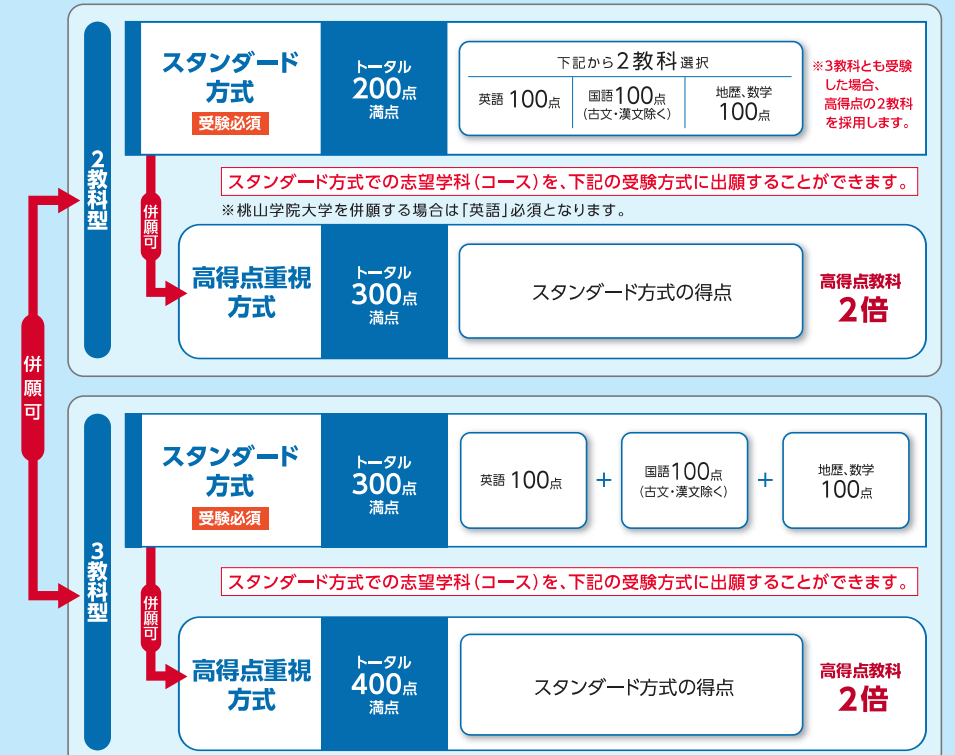 併願可
2教科型
スタンダード
方式
受験必須
トータル
200点
満点
下記から2教科選択
英語 100点
国語100点
(古文・漢文除く)
地歴、数学
100点
※3教科とも受験
した場合、
高得点の2教科
を採用します。
併願可
スタンダード方式での志望学科(コース)を、下記の受験方式に出願することができます。
※桃山学院大学を併願する場合は「英語」必須となります。
高得点重視
方式
トータル
300点
満点
スタンダード方式の得点
高得点教科
2倍
3教科型
スタンダード
方式
受験必須
トータル
300点
満点
英語 100点
+
国語100点
(古文・漢文除く)
+
地歴、数学
100点
併願可
スタンダード方式での志望学科(コース)を、下記の受験方式に出願することができます。
高得点重視
方式
トータル
400点
満点
スタンダード方式の得点
高得点教科
2倍